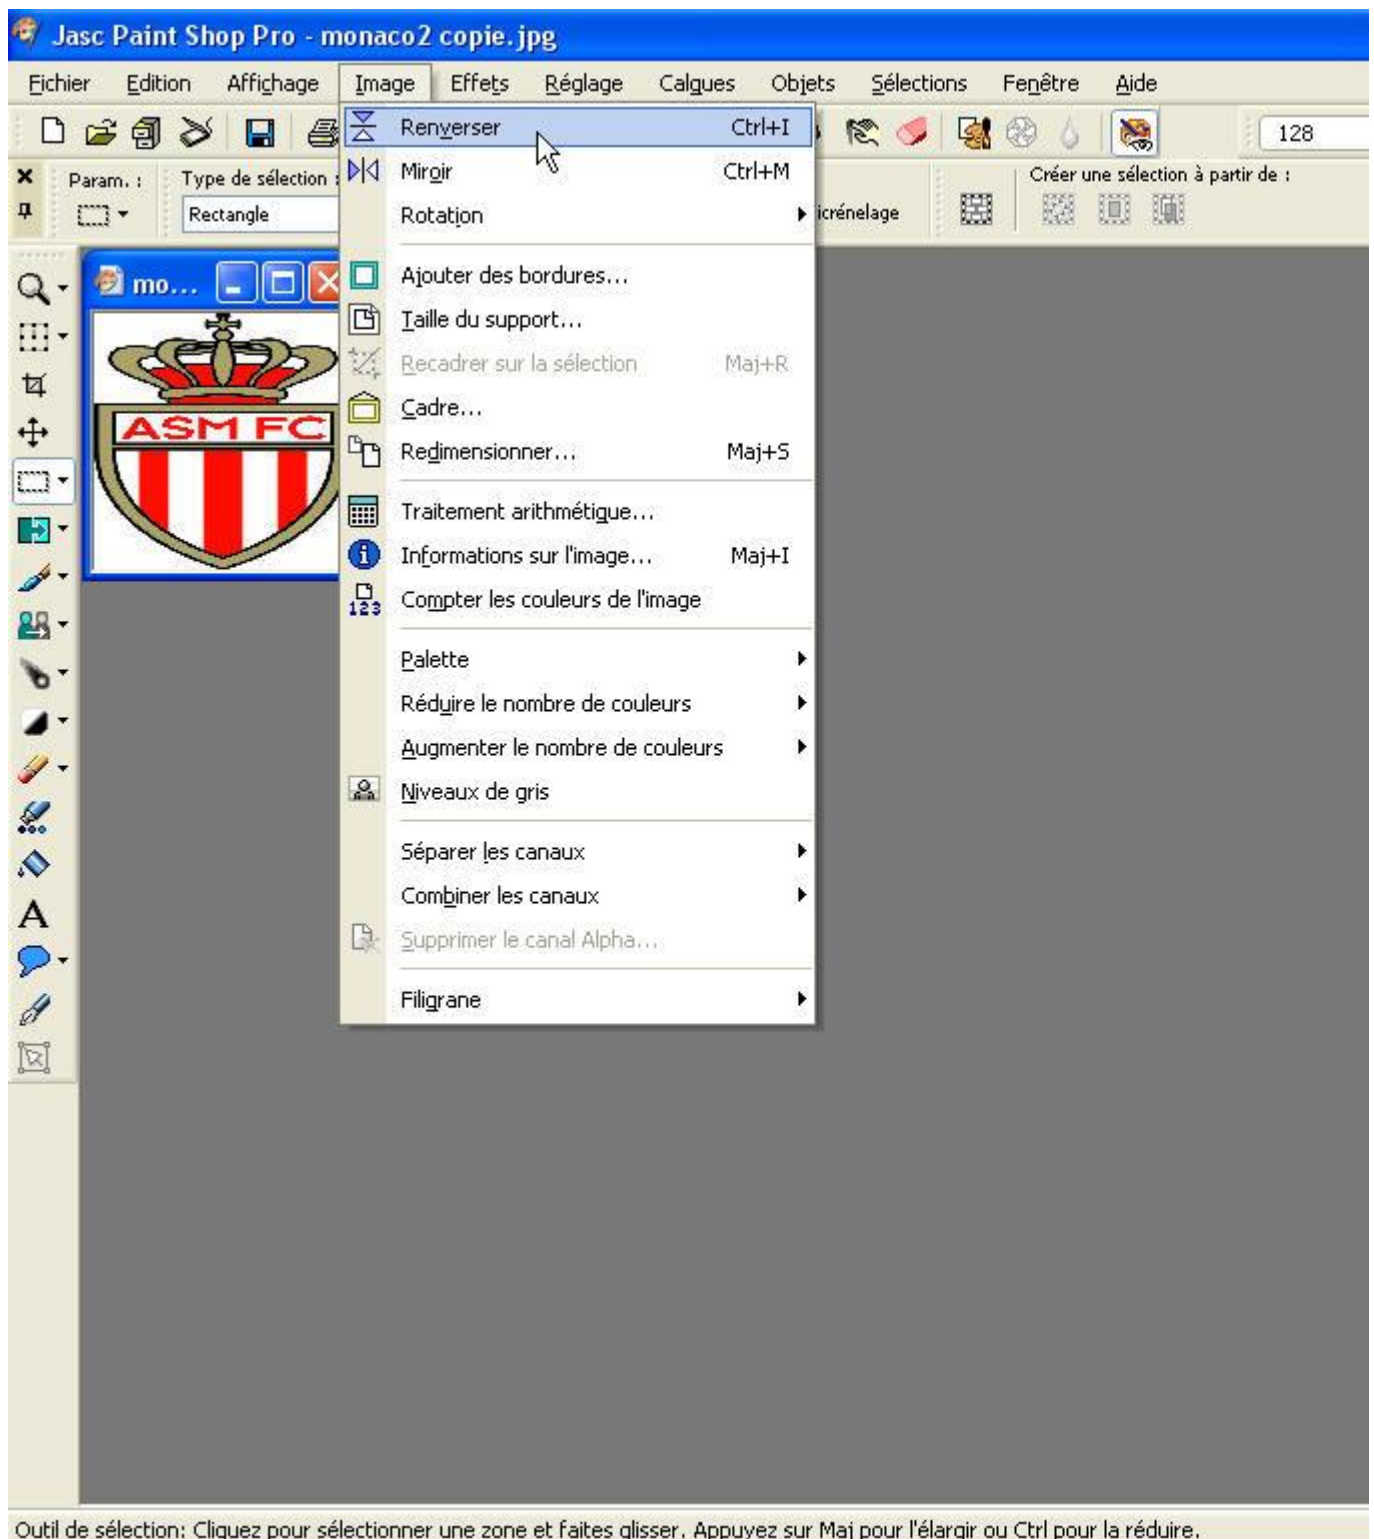 Jasc Paint Shop Pro - monaco2 copie.jpg
Fichier Edition Affichage Image Effets Réglage Calques Objets Sélections Fenêtre Aide
128
Param. : Type de sélection : Créer une sélection à partir de :
Rectangle
mo...
ASM FC
Renverser Ctrl+I
Miroir Ctrl+M
Rotation
Ajouter des bordures...
Taille du support...
Recadrer sur la sélection Maj+R
Cadre...
Redimensionner... Maj+S
Traitement arithmétique...
Informations sur l'image... Maj+I
123 Compter les couleurs de l'image
Palette
Réduire le nombre de couleurs
Augmenter le nombre de couleurs
Niveaux de gris
Séparer les canaux
Combiner les canaux
Supprimer le canal Alpha...
Filigrane
Outil de sélection: Cliquez pour sélectionner une zone et faites glisser. Appuyez sur Maj pour l'élargir ou Ctrl pour la réduire.